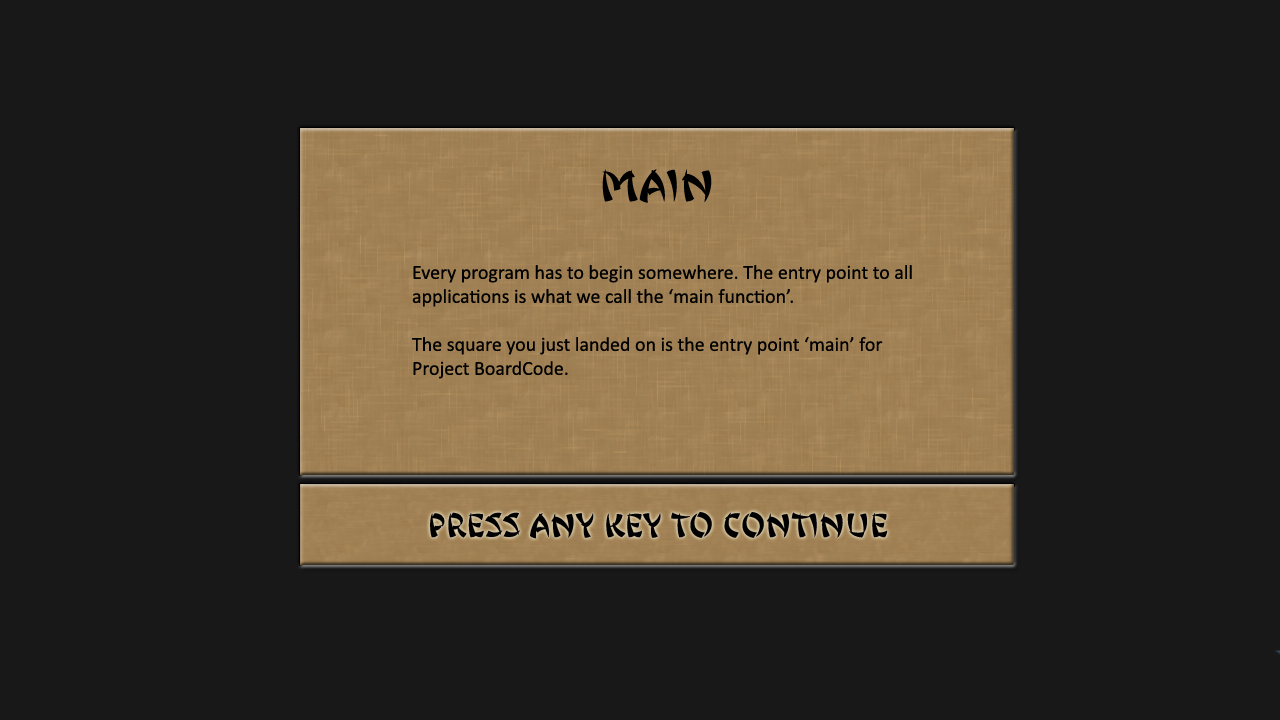 MAIN
Every program has to begin somewhere. The entry point to all
applications is what we call the ‘main function’.
The square you just landed on is the entry point ‘main’ for
Project BoardCode.
PRESS ANY KEY TO CONTINUE